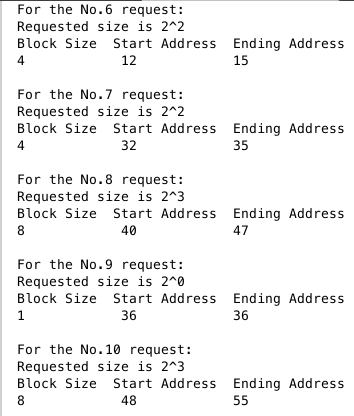 For the No.6 request:
Requested size is 2^2
Block Size  Start Address  Ending Address
4  12  15
For the No.7 request:
Requested size is 2^2
Block Size  Start Address  Ending Address
4  32  35
For the No.8 request:
Requested size is 2^3
Block Size  Start Address  Ending Address
8  40  47
For the No.9 request:
Requested size is 2^0
Block Size  Start Address  Ending Address
1  36  36
For the No.10 request:
Requested size is 2^3
Block Size  Start Address  Ending Address
8  48  55